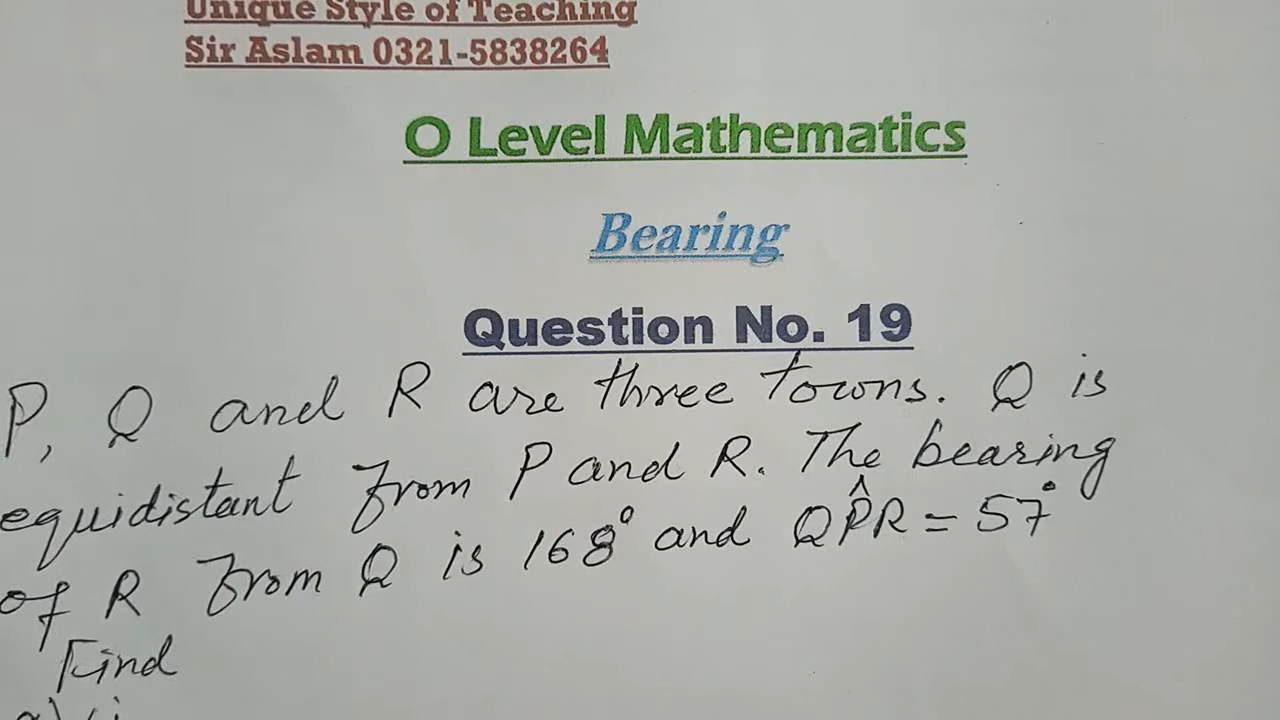 Unique Style of Teaching
Sir Aslam 0321-5838264
O Level Mathematics
Bearing
Question No. 19
P, Q and R are three towns. Q is
equidistant from P and R. The bearing
of R from Q is 168° and QP̂R = 57°
Find
a) (i